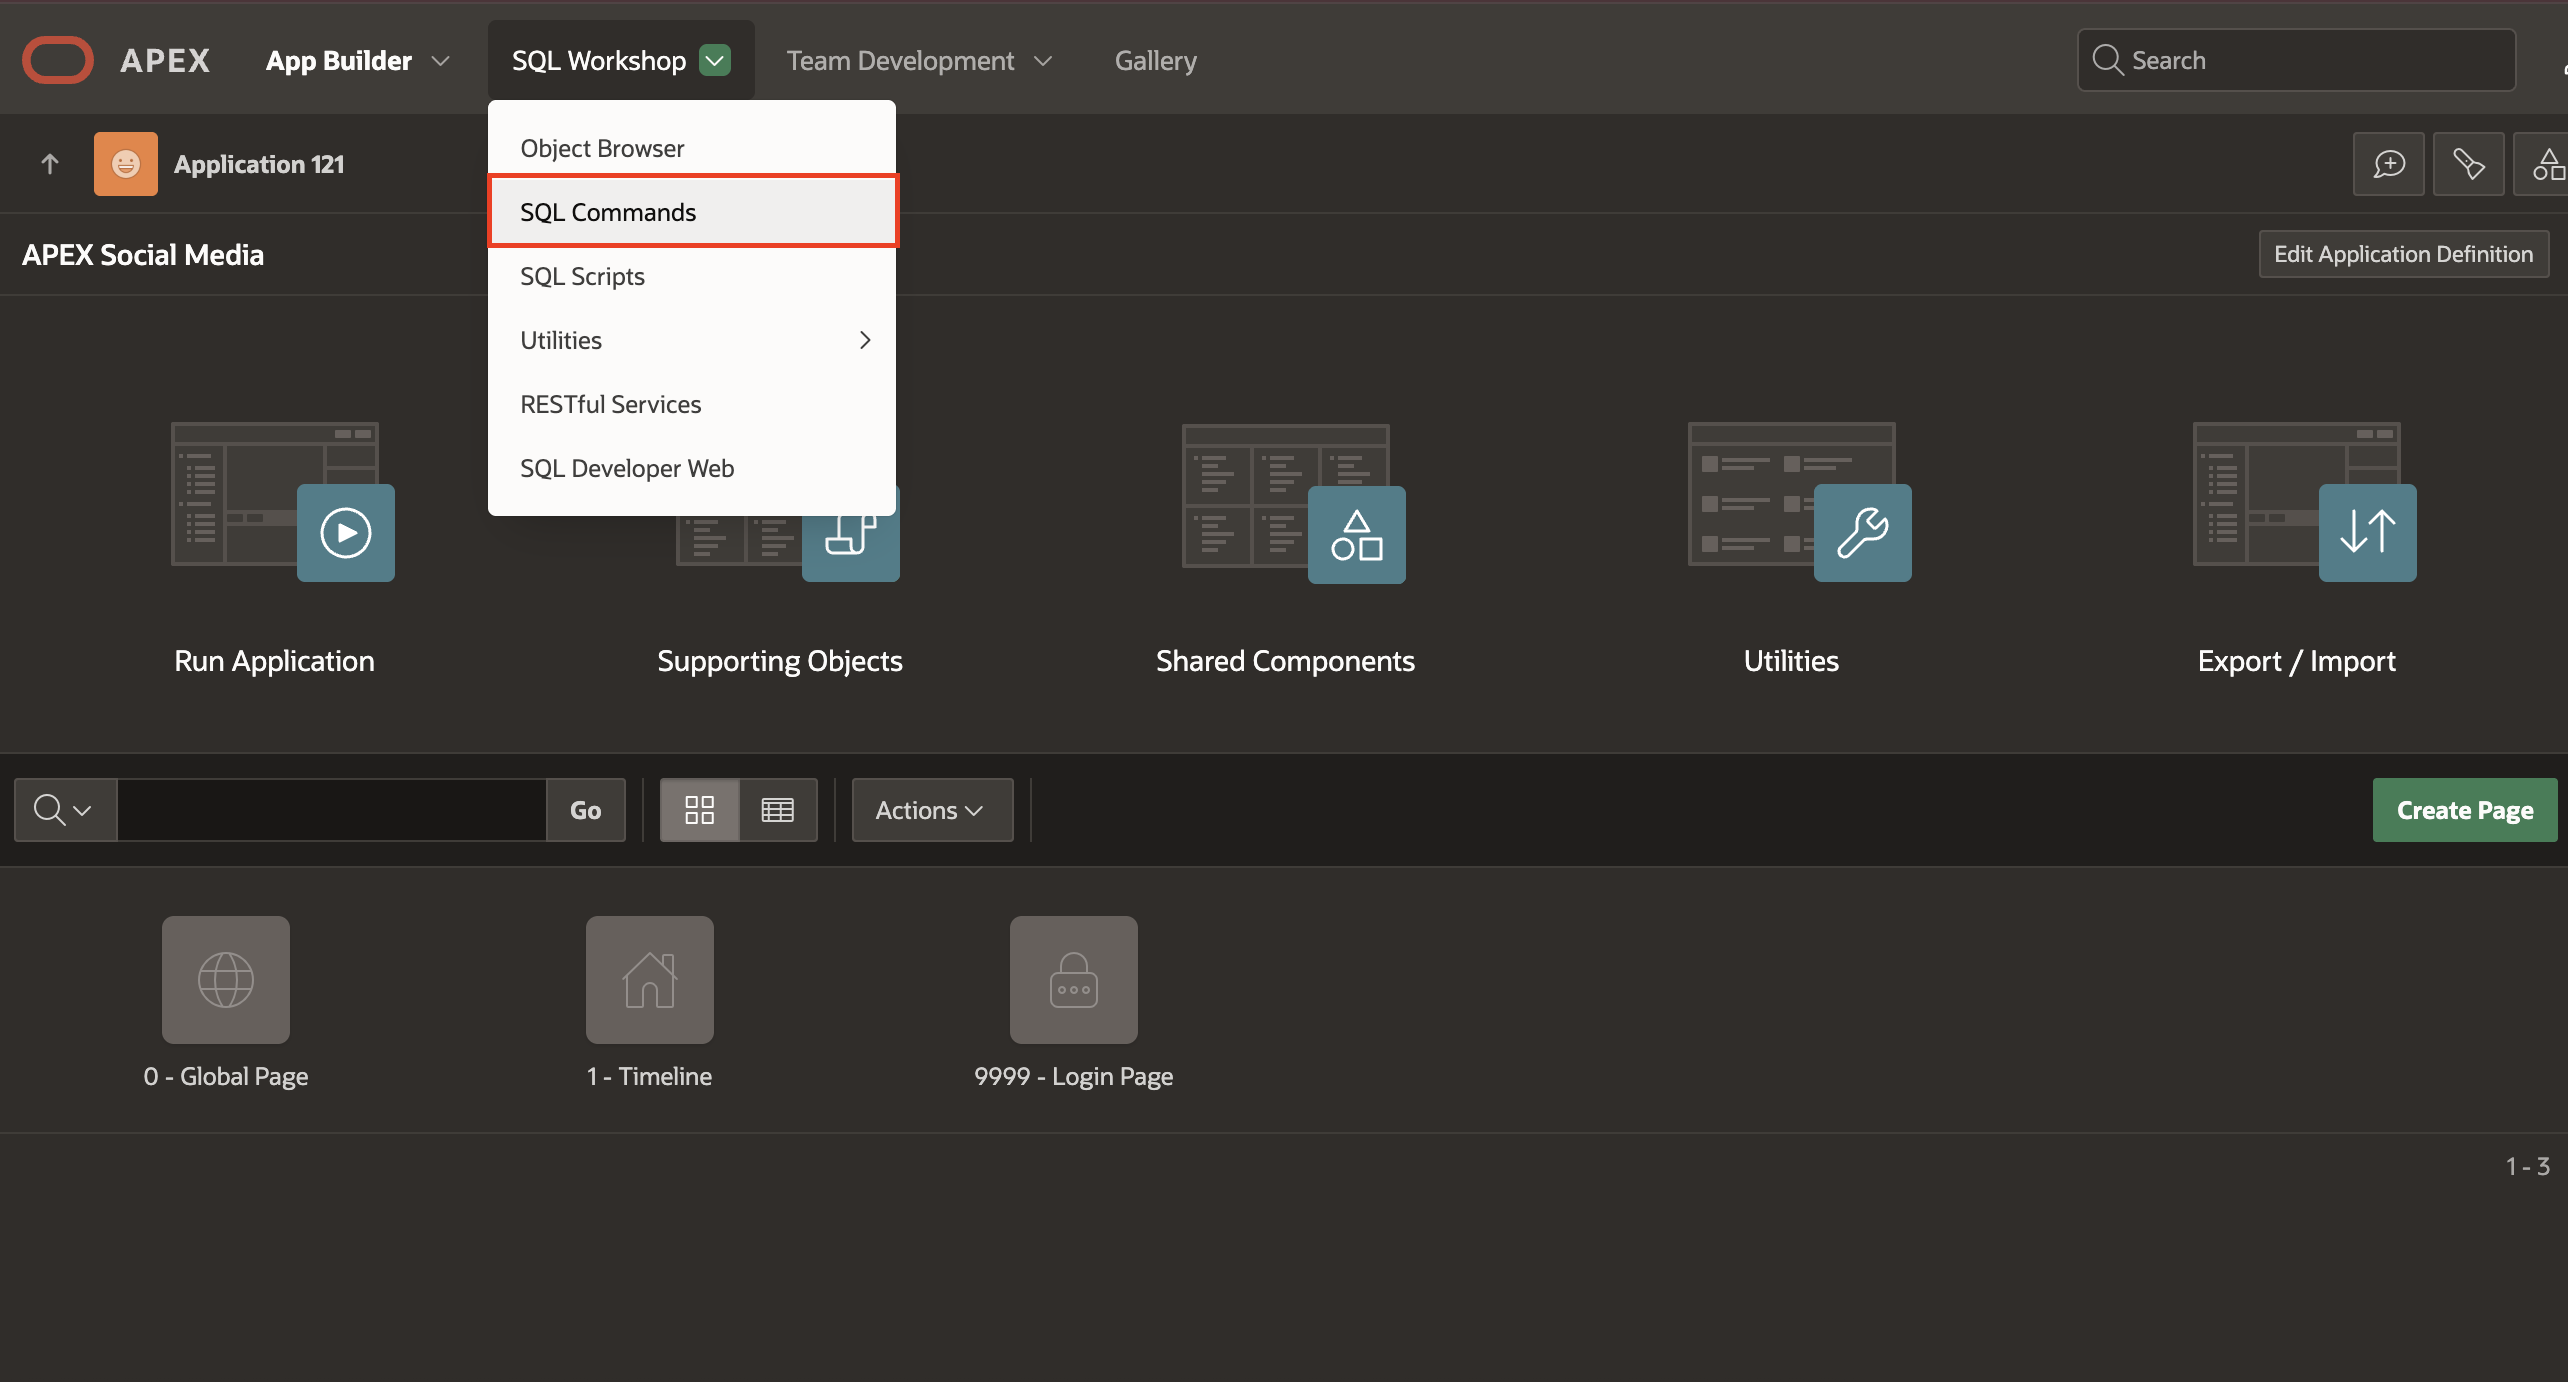 APEX
App Builder
SQL Workshop
Team Development
Gallery
Search
Application 121
Object Browser
SQL Commands
SQL Scripts
Utilities
RESTful Services
SQL Developer Web
APEX Social Media
Edit Application Definition
Run Application
Supporting Objects
Shared Components
Utilities
Export / Import
Go
Actions
Create Page
0 - Global Page
1 - Timeline
9999 - Login Page
1 - 3